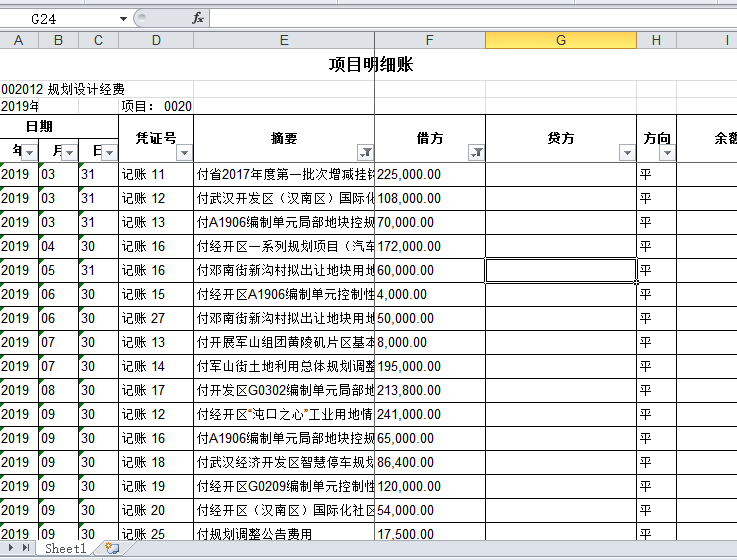 G24 fx
A B C D E F G H I
项目明细账
002012 规划设计经费
2019年 项目： 0020
日期 凭证号 摘要 借方 贷方 方向 余额
年 月 日
2019 03 31 记账 11 付省2017年度第一批次增减挂钩 225,000.00 平
2019 03 31 记账 12 付武汉开发区（汉南区）国际化 108,000.00 平
2019 03 31 记账 13 付A1906编制单元局部地块控规 70,000.00 平
2019 04 30 记账 16 付经开区一系列规划项目（汽车 172,000.00 平
2019 05 31 记账 16 付邓南街新沟村拟出让地块用地 60,000.00 平
2019 06 30 记账 15 付经开区A1906编制单元控制性 4,000.00 平
2019 06 30 记账 27 付邓南街新沟村拟出让地块用地 50,000.00 平
2019 07 30 记账 13 付开展军山组团黄陵矶片区基本 8,000.00 平
2019 07 30 记账 14 付军山街土地利用总体规划调整 195,000.00 平
2019 08 30 记账 17 付开发区G0302编制单元局部地 213,800.00 平
2019 09 30 记账 12 付经开区“沌口之心”工业用地情 241,000.00 平
2019 09 30 记账 16 付A1906编制单元局部地块控规 65,000.00 平
2019 09 30 记账 18 付武汉经济开发区智慧停车规划 86,400.00 平
2019 09 30 记账 19 付经开区G0209编制单元控制性 120,000.00 平
2019 09 30 记账 20 付经开区（汉南区）国际化社区 54,000.00 平
2019 09 30 记账 25 付规划调整公告费用 17,500.00 平
Sheet1